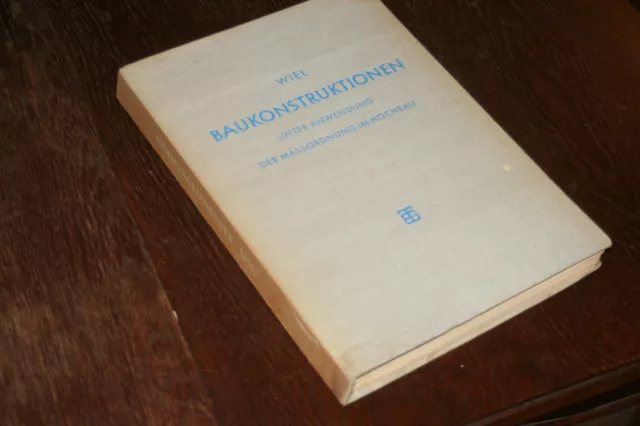 WIEL
BAUKONSTRUKTIONEN
UNTER ANWENDUNG
DER MASSORDNUNG IM HOCHBAU